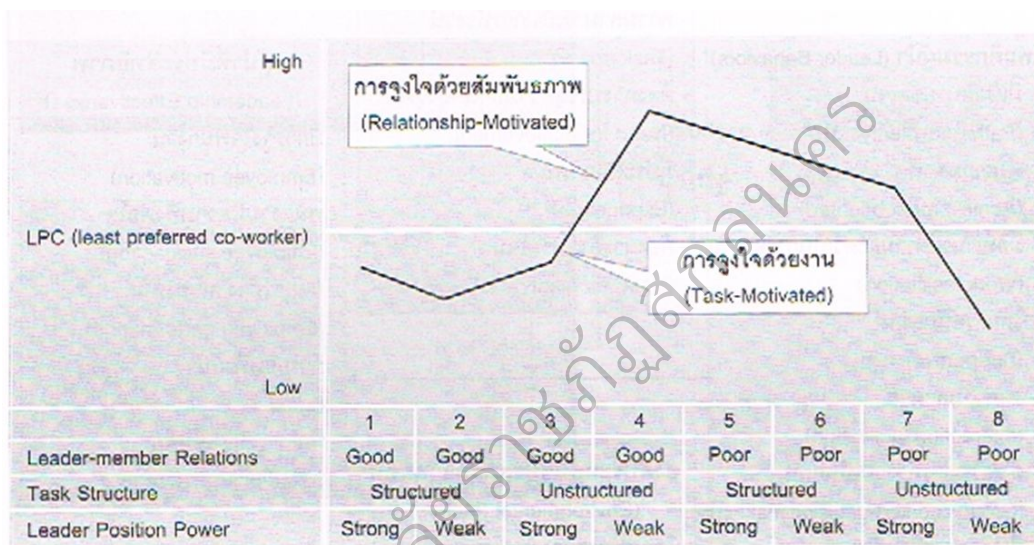 High
การจูงใจด้วยสัมพันธภาพ
(Relationship-Motivated)
LPC (least preferred co-worker)
การจูงใจด้วยงาน
(Task-Motivated)
Low
1 2 3 4 5 6 7 8
Leader-member Relations Good Good Good Good Poor Poor Poor Poor
Task Structure Structured Unstructured Structured Unstructured
Leader Position Power Strong Weak Strong Weak Strong Weak Strong Weak